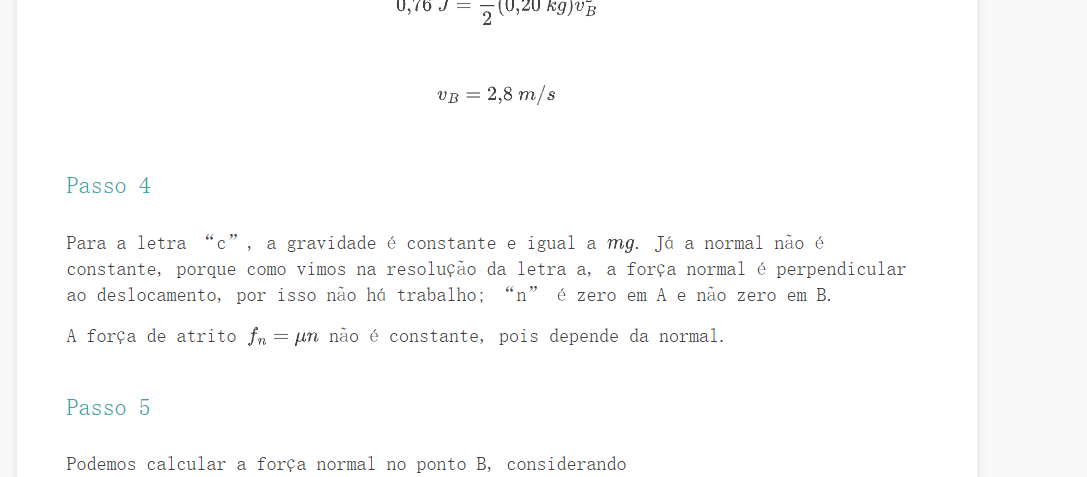 0,76 J = — 2 (0,20 kg)v_B^2
v_B = 2,8 m/s
Passo 4
Para a letra “c”, a gravidade é constante e igual a mg. Já a normal não é
constante, porque como vimos na resolução da letra a, a força normal é perpendicular
ao deslocamento, por isso não há trabalho; “n” é zero em A e não zero em B.
A força de atrito f_n = μn não é constante, pois depende da normal.
Passo 5
Podemos calcular a força normal no ponto B, considerando